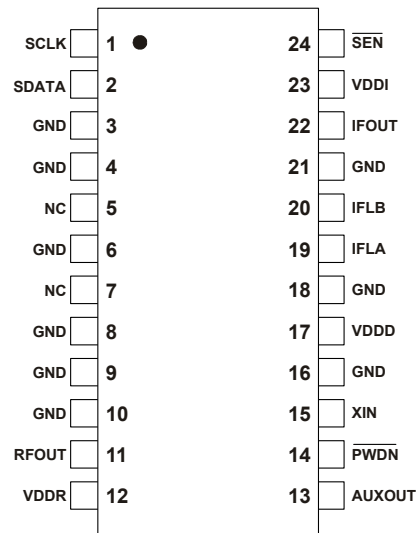 SCLK 1 24 S̅E̅N̅
SDATA 2 23 VDDI
GND 3 22 IFOUT
GND 4 21 GND
NC 5 20 IFLB
GND 6 19 IFLA
NC 7 18 GND
GND 8 17 VDDD
GND 9 16 GND
GND 10 15 XIN
RFOUT 11 14 P̅W̅D̅N̅
VDDR 12 13 AUXOUT